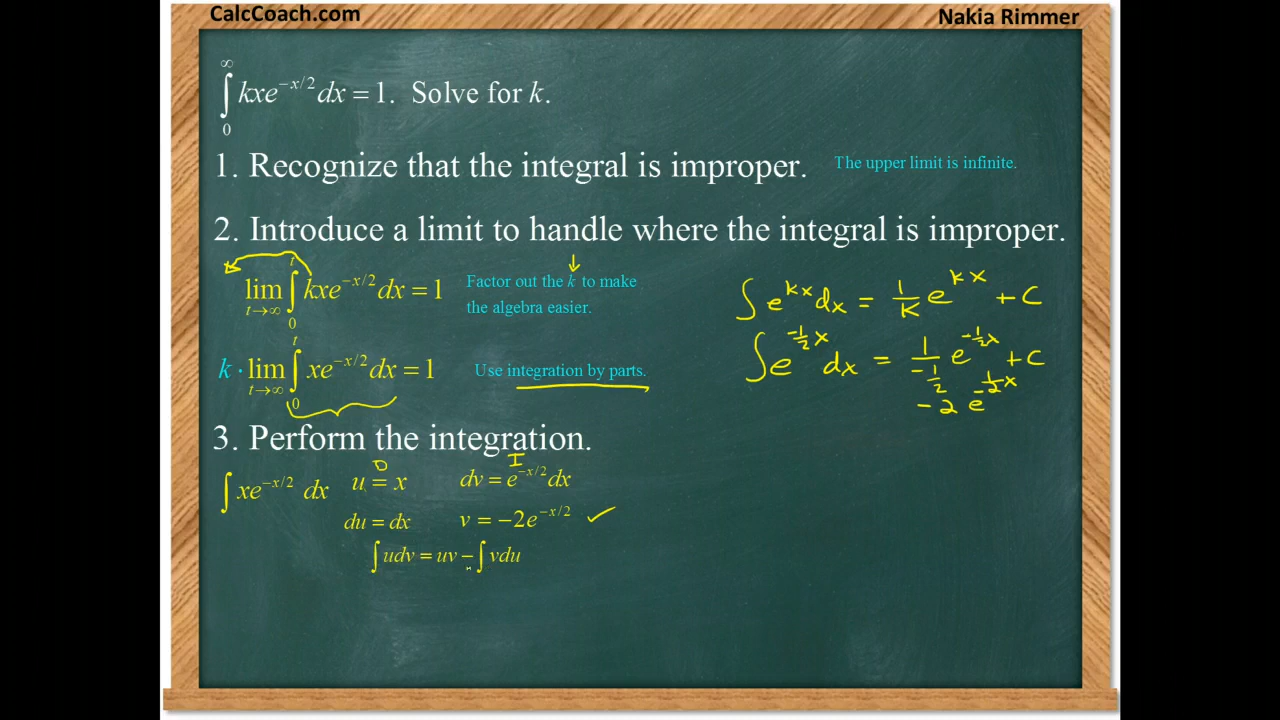 CalcCoach.com
Nakia Rimmer
∫₀^∞ kxe^{−x/2} dx = 1. Solve for k.
1. Recognize that the integral is improper. The upper limit is infinite.
2. Introduce a limit to handle where the integral is improper.
lim_{t→∞} ∫₀^t kxe^{−x/2} dx = 1
Factor out the k to make
the algebra easier.
k · lim_{t→∞} ∫₀^t xe^{−x/2} dx = 1
Use integration by parts.
∫ e^{kx} dx = 1/k e^{kx} + C
∫ e^{−1/2 x} dx = 1/(−1/2) e^{−1/2 x} + C
−2 e^{−1/2 x}
3. Perform the integration.
D I
∫ xe^{−x/2} dx u = x dv = e^{−x/2} dx
du = dx v = −2e^{−x/2} ✓
∫ udv = uv − ∫ vdu